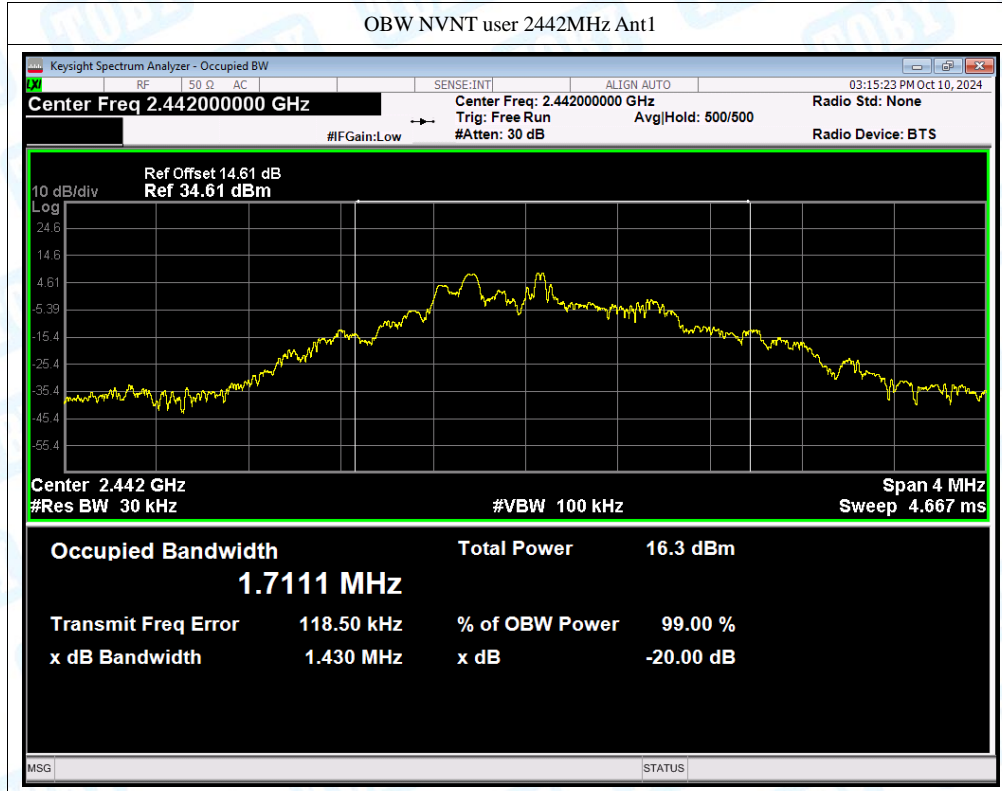 OBW NVNT user 2442MHz Ant1
Keysight Spectrum Analyzer - Occupied BW
LXI RF 50 Ω AC SENSE:INT ALIGN AUTO 03:15:23 PM Oct 10, 2024
Center Freq 2.442000000 GHz
Center Freq: 2.442000000 GHz
Radio Std: None
Trig: Free Run Avg|Hold: 500/500
#IFGain:Low
#Atten: 30 dB
Radio Device: BTS
Ref Offset 14.61 dB
10 dB/div Ref 34.61 dBm
Log
24.6
14.6
4.61
-5.39
-15.4
-25.4
-35.4
-45.4
-55.4
Center 2.442 GHz Span 4 MHz
#Res BW 30 kHz #VBW 100 kHz Sweep 4.667 ms
Occupied Bandwidth Total Power 16.3 dBm
1.7111 MHz
Transmit Freq Error 118.50 kHz % of OBW Power 99.00 %
x dB Bandwidth 1.430 MHz x dB -20.00 dB
MSG STATUS
TOBY
TOBY
TOBY